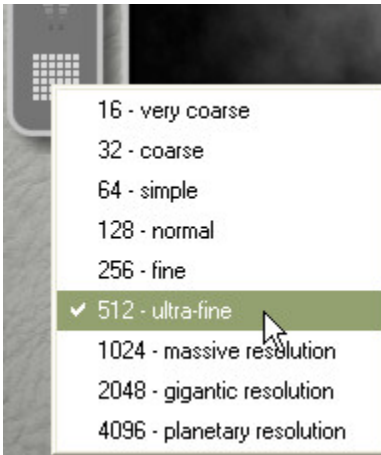 16 - very coarse
32 - coarse
64 - simple
128 - normal
256 - fine
512 - ultra-fine
1024 - massive resolution
2048 - gigantic resolution
4096 - planetary resolution